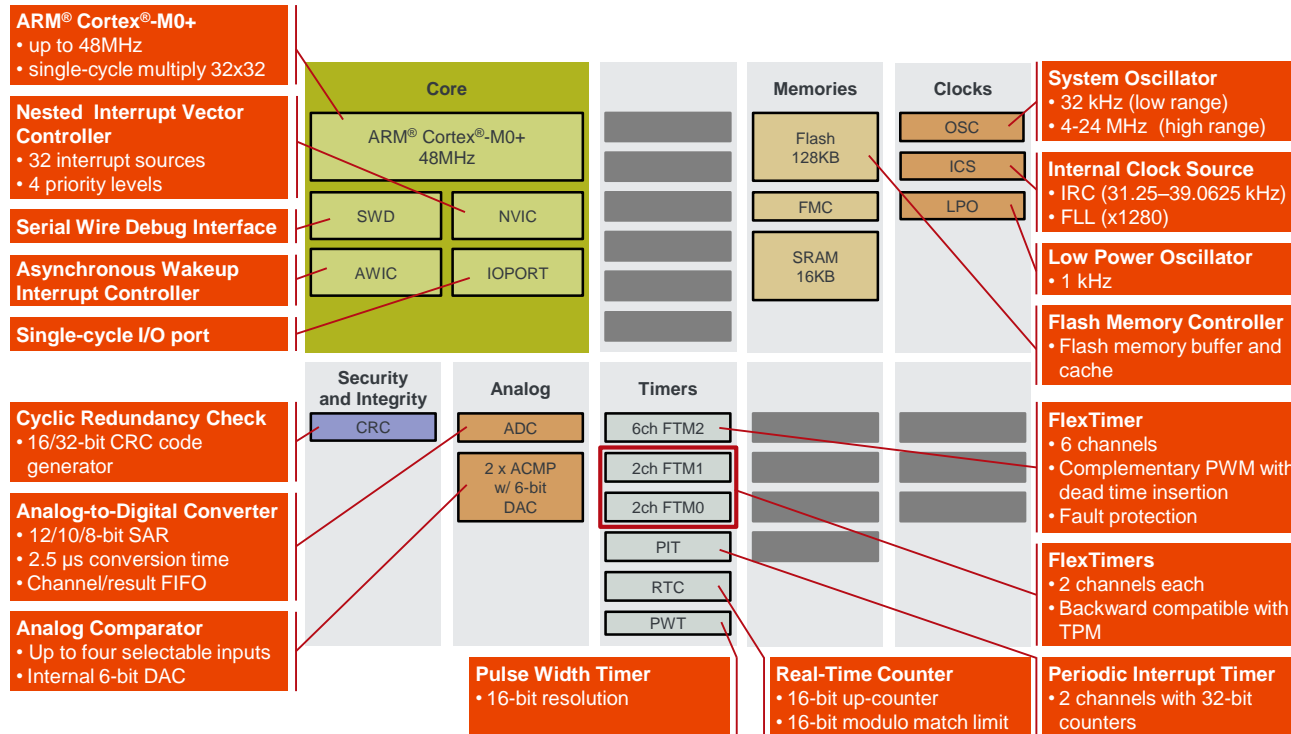 ARM® Cortex®-M0+
• up to 48MHz
• single-cycle multiply 32x32
Nested Interrupt Vector
Controller
• 32 interrupt sources
• 4 priority levels
Serial Wire Debug Interface
Asynchronous Wakeup
Interrupt Controller
Single-cycle I/O port
Cyclic Redundancy Check
• 16/32-bit CRC code
generator
Analog-to-Digital Converter
• 12/10/8-bit SAR
• 2.5 µs conversion time
• Channel/result FIFO
Analog Comparator
• Up to four selectable inputs
• Internal 6-bit DAC
Core
ARM® Cortex®-M0+
48MHz
SWD
NVIC
AWIC
IOPORT
Memories
Flash
128KB
FMC
SRAM
16KB
Clocks
OSC
ICS
LPO
Security
and Integrity
CRC
Analog
ADC
2 x ACMP
w/ 6-bit
DAC
Timers
6ch FTM2
2ch FTM1
2ch FTM0
PIT
RTC
PWT
System Oscillator
• 32 kHz (low range)
• 4-24 MHz (high range)
Internal Clock Source
• IRC (31.25–39.0625 kHz)
• FLL (x1280)
Low Power Oscillator
• 1 kHz
Flash Memory Controller
• Flash memory buffer and
cache
FlexTimer
• 6 channels
• Complementary PWM with
dead time insertion
• Fault protection
FlexTimers
• 2 channels each
• Backward compatible with
TPM
Pulse Width Timer
• 16-bit resolution
Real-Time Counter
• 16-bit up-counter
• 16-bit modulo match limit
Periodic Interrupt Timer
• 2 channels with 32-bit
counters